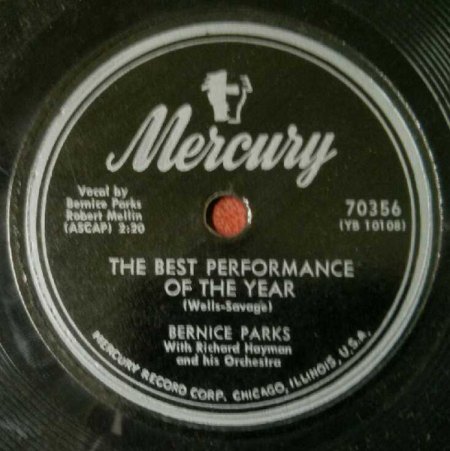 Mercury
Vocal by
Bernice Parks
Robert Mellin
(ASCAP) 2:20
70356
(YB 10108)
THE BEST PERFORMANCE
OF THE YEAR
(Wells-Savage)
BERNICE PARKS
With Richard Hayman
and his Orchestra
MERCURY RECORD CORP. CHICAGO, ILLINOIS, U.S.A.